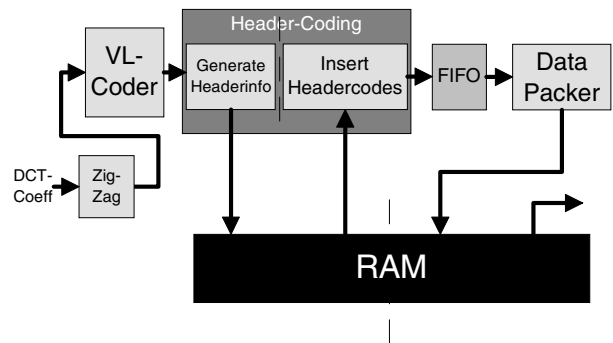 Header-Coding
VL-
Coder
Generate
Headerinfo
Insert
Headercodes
FIFO
Data
Packer
DCT-
Coeff
Zig-
Zag
RAM